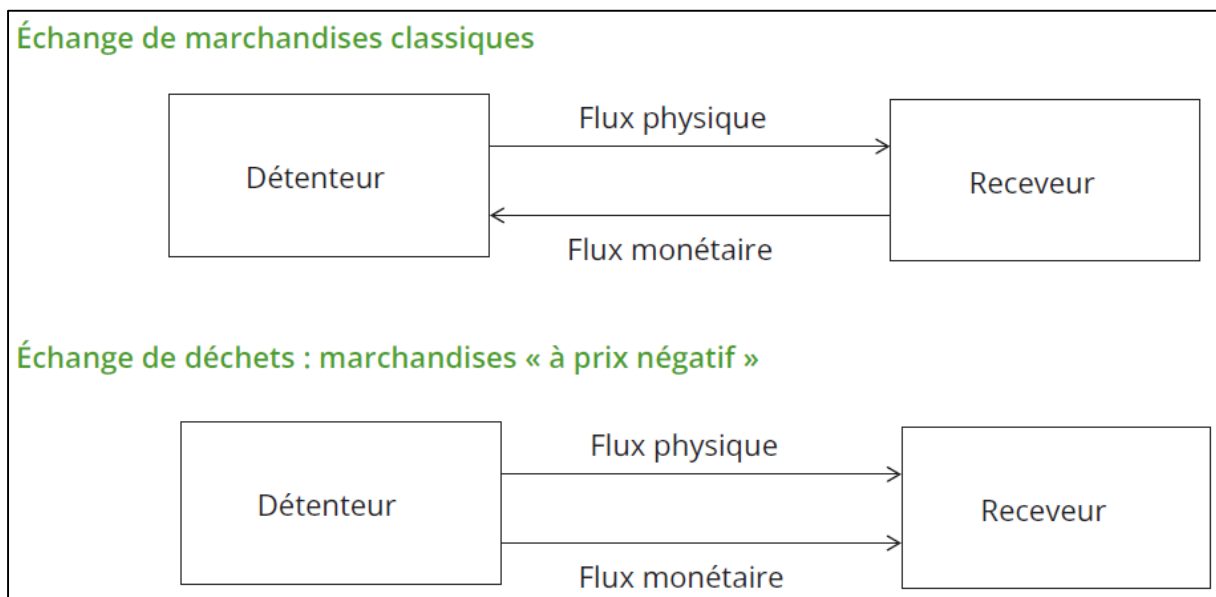 Échange de marchandises classiques
Flux physique
Détenteur
Receveur
Flux monétaire
Échange de déchets : marchandises « à prix négatif »
Flux physique
Détenteur
Receveur
Flux monétaire